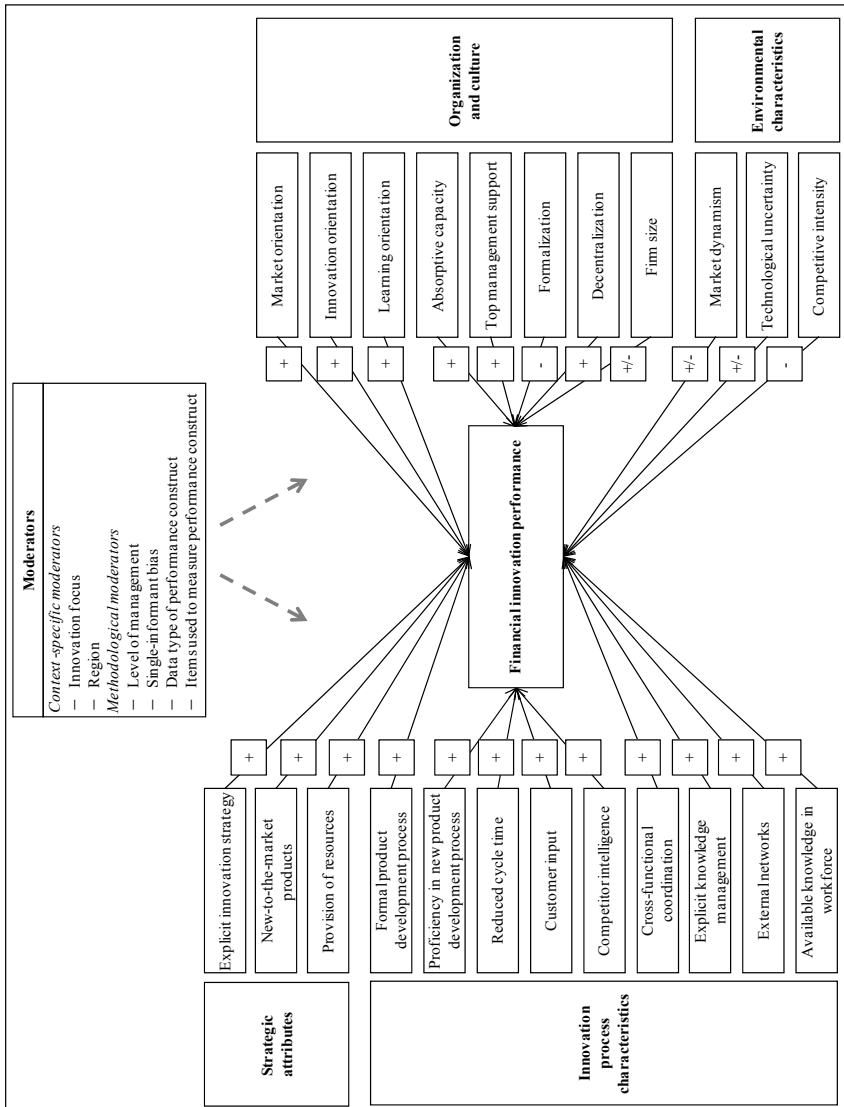 Moderators
Context-specific moderators
– Innovation focus
– Region
Methodological moderators
– Level of management
– Single-informant bias
– Data type of performance construct
– Items used to measure performance construct
Strategic
attributes
Explicit innovation strategy
+
New-to-the-market
products
+
Provision of resources
+
Innovation
process
characteristics
Formal product
development process
+
Proficiency in new product
development process
+
Reduced cycle time
+
Customer input
+
Competitor intelligence
+
Cross-functional
coordination
+
Explicit knowledge
management
+
External networks
+
Available knowledge in
workforce
+
Financial innovation performance
Organization
and culture
Market orientation
+
Innovation orientation
+
Learning orientation
+
Absorptive capacity
+
Top management support
+
Formalization
-
Decentralization
+
Firm size
+/-
Environmental
characteristics
Market dynamism
+/-
Technological uncertainty
+/-
Competitive intensity
-